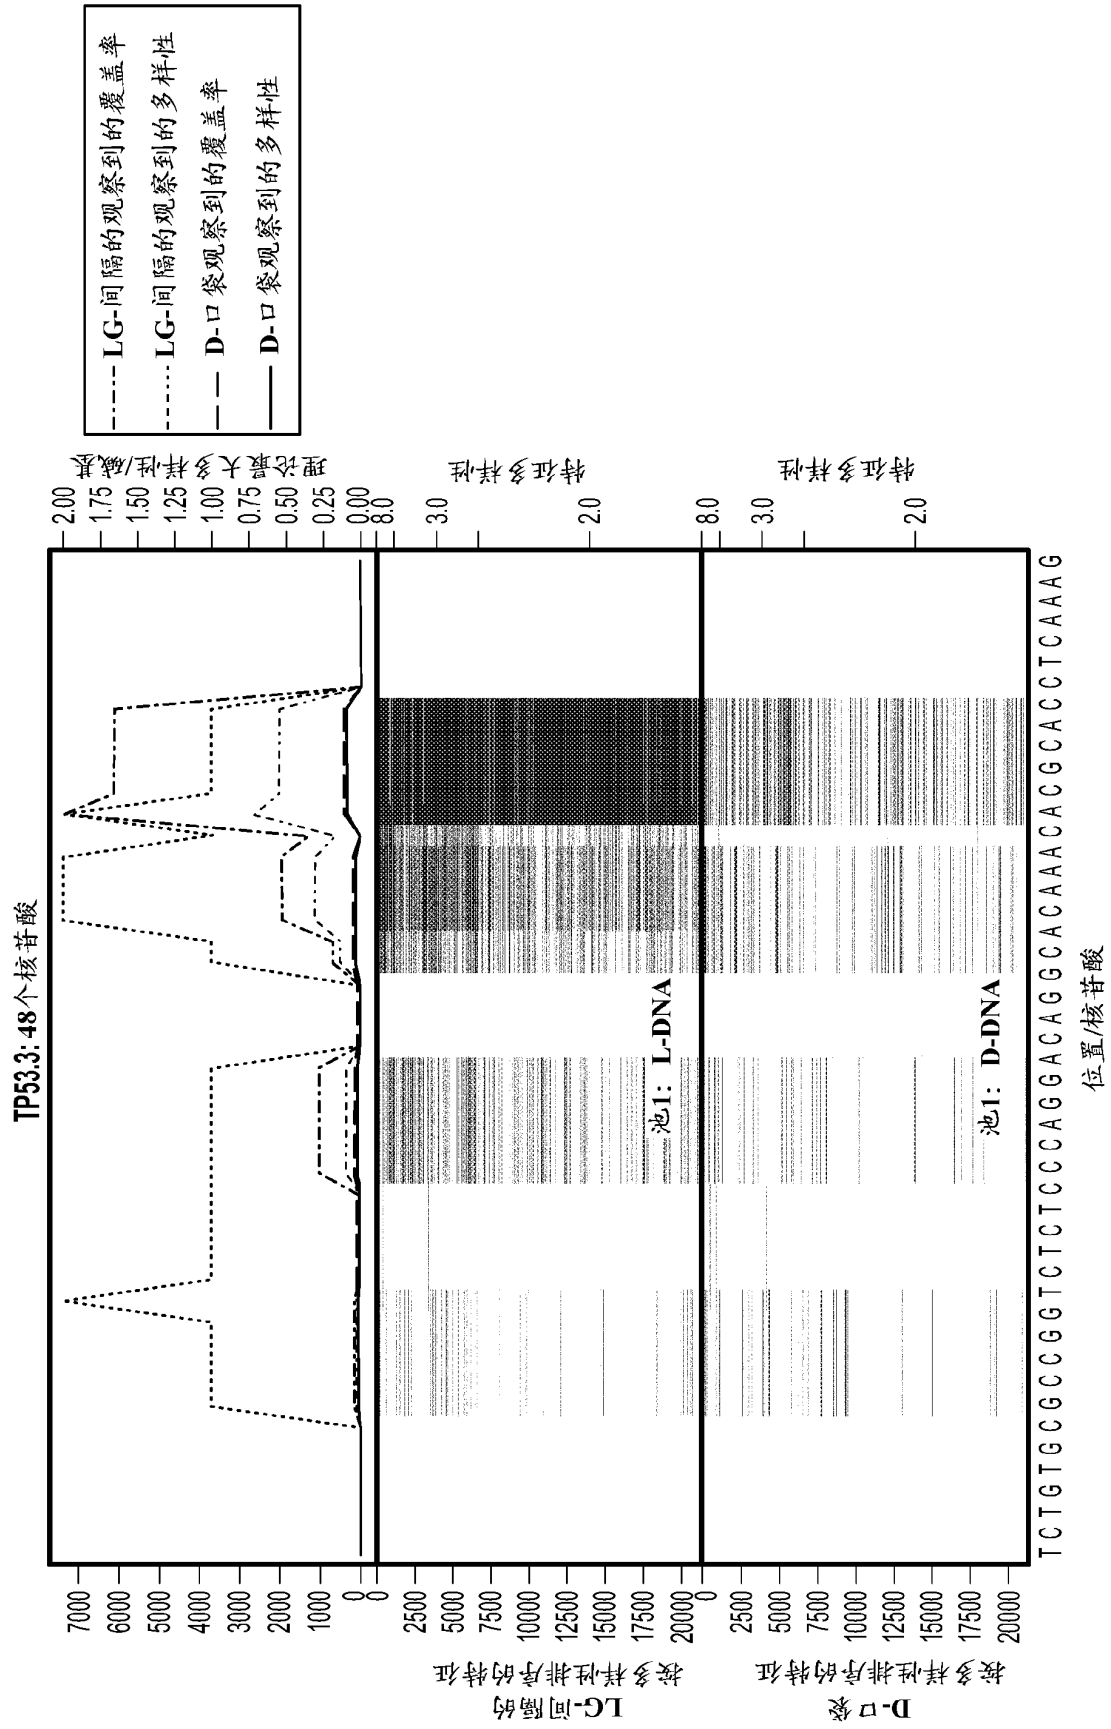 TP53.3: 48个核苷酸
7000
6000
5000
4000
3000
2000
1000
0
2.00
1.75
1.50
1.25
1.00
0.75
0.50
0.25
0.00
理论最大多样性/碱基
LG-间隔的观察到的覆盖率
LG-间隔的观察到的多样性
D-口袋观察到的覆盖率
D-口袋观察到的多样性
LG-间隔的
按多样性排序的特征
0
2500
5000
7500
10000
12500
15000
17500
20000
池1: L-DNA
8.0
3.0
2.0
特征多样性
D-口袋
按多样性排序的特征
0
2500
5000
7500
10000
12500
15000
17500
20000
池1: D-DNA
8.0
3.0
2.0
特征多样性
T C T G T G C G C C G G T C T C T C C C A G G A C A G G C A C A A A C A C G C A C C T C A A A G
位置/核苷酸